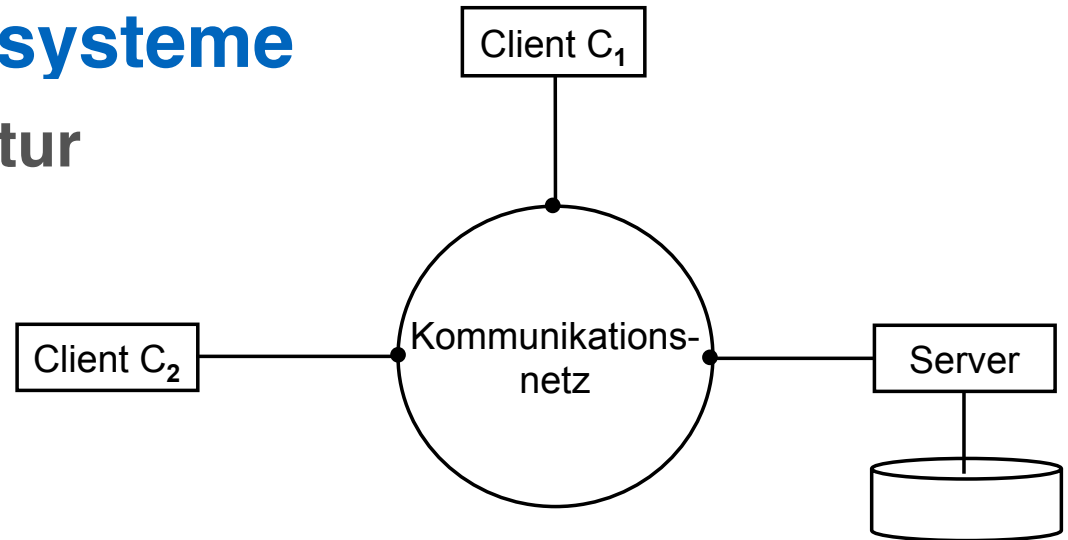 systeme
tur
Client C₁
Kommunikations-
netz
Client C₂
Server